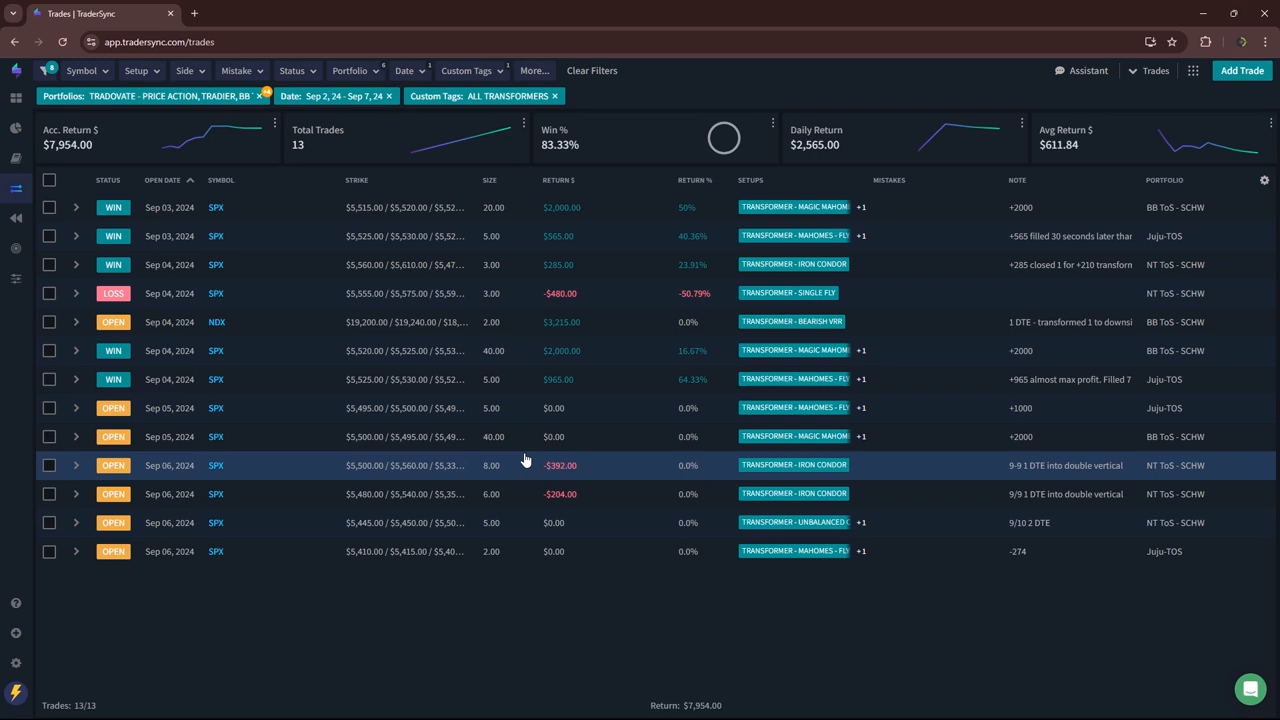 Trades | TraderSync
app.tradersync.com/trades
8 Symbol Setup Side Mistake Status Portfolio 6 Date 1 Custom Tags 1 More... Clear Filters Assistant Trades Add Trade
Portfolios: TRADOVATE - PRICE ACTION, TRADIER, BB +4 Date: Sep 2, 24 - Sep 7, 24 Custom Tags: ALL TRANSFORMERS
Acc. Return $ Total Trades Win % Daily Return Avg Return $
$7,954.00 13 83.33% $2,565.00 $611.84
STATUS OPEN DATE SYMBOL STRIKE SIZE RETURN $ RETURN % SETUPS MISTAKES NOTE PORTFOLIO
WIN Sep 03, 2024 SPX $5,515.00 / $5,520.00 / $5,52... 20.00 $2,000.00 50% TRANSFORMER - MAGIC MAHOM +1 +2000 BB ToS - SCHW
WIN Sep 03, 2024 SPX $5,525.00 / $5,530.00 / $5,52... 5.00 $565.00 40.36% TRANSFORMER - MAHOMES - FLY +1 +565 filled 30 seconds later than Juju-TOS
WIN Sep 04, 2024 SPX $5,560.00 / $5,610.00 / $5,47... 3.00 $285.00 23.91% TRANSFORMER - IRON CONDOR +285 closed 1 for +210 transform NT ToS - SCHW
LOSS Sep 04, 2024 SPX $5,555.00 / $5,575.00 / $5,59... 3.00 -$480.00 -50.79% TRANSFORMER - SINGLE FLY NT ToS - SCHW
OPEN Sep 04, 2024 NDX $19,200.00 / $19,240.00 / $18,... 2.00 $3,215.00 0.0% TRANSFORMER - BEARISH VRR 1 DTE - transformed 1 to downsi BB ToS - SCHW
WIN Sep 04, 2024 SPX $5,520.00 / $5,525.00 / $5,53... 40.00 $2,000.00 16.67% TRANSFORMER - MAGIC MAHOM +1 +2000 BB ToS - SCHW
WIN Sep 04, 2024 SPX $5,525.00 / $5,530.00 / $5,52... 5.00 $965.00 64.33% TRANSFORMER - MAHOMES - FLY +1 +965 almost max profit. Filled 7 Juju-TOS
OPEN Sep 05, 2024 SPX $5,495.00 / $5,500.00 / $5,49... 5.00 $0.00 0.0% TRANSFORMER - MAHOMES - FLY +1 +1000 Juju-TOS
OPEN Sep 05, 2024 SPX $5,500.00 / $5,495.00 / $5,49... 40.00 $0.00 0.0% TRANSFORMER - MAGIC MAHOM +1 +2000 BB ToS - SCHW
OPEN Sep 06, 2024 SPX $5,500.00 / $5,560.00 / $5,33... 8.00 -$392.00 0.0% TRANSFORMER - IRON CONDOR 9-9 1 DTE into double vertical NT ToS - SCHW
OPEN Sep 06, 2024 SPX $5,480.00 / $5,540.00 / $5,35... 6.00 -$204.00 0.0% TRANSFORMER - IRON CONDOR 9/9 1 DTE into double vertical NT ToS - SCHW
OPEN Sep 06, 2024 SPX $5,445.00 / $5,450.00 / $5,50... 5.00 $0.00 0.0% TRANSFORMER - UNBALANCED C +1 9/10 2 DTE NT ToS - SCHW
OPEN Sep 06, 2024 SPX $5,410.00 / $5,415.00 / $5,40... 2.00 $0.00 0.0% TRANSFORMER - MAHOMES - FLY +1 -274 Juju-TOS
Trades: 13/13 Return: $7,954.00